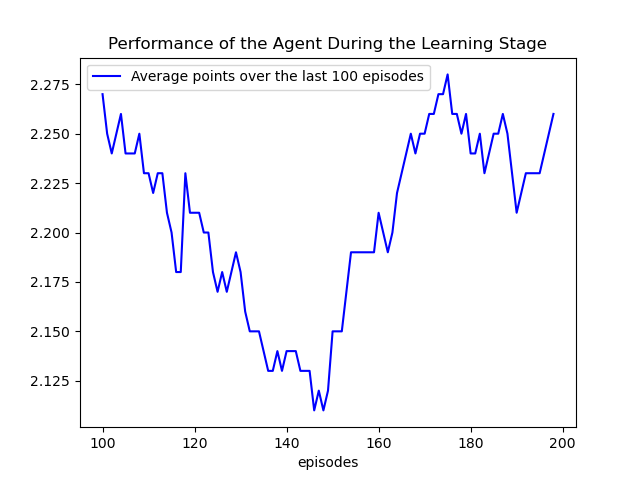 Performance of the Agent During the Learning Stage
Average points over the last 100 episodes
2.275
2.250
2.225
2.200
2.175
2.150
2.125
100 120 140 160 180 200
episodes